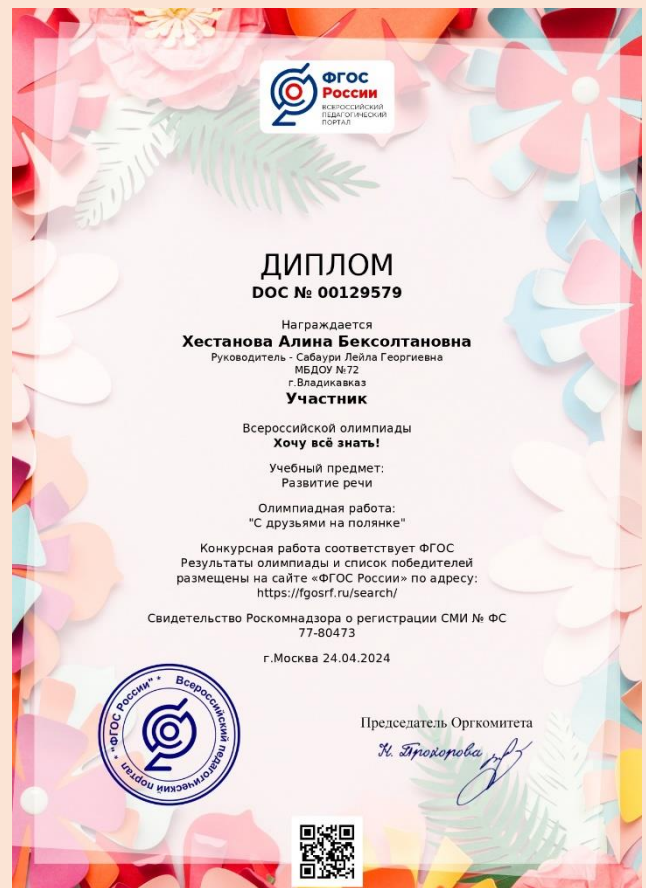 ФГОС
России
ВСЕРОССИЙСКИЙ
ПЕДАГОГИЧЕСКИЙ
ПОРТАЛ
ДИПЛОМ
DOC № 00129579
Награждается
Хестанова Алина Бексолтановна
Руководитель - Сабаури Лейла Георгиевна
МБДОУ №72
г.Владикавказ
Участник
Всероссийской олимпиады
Хочу всё знать!
Учебный предмет:
Развитие речи
Олимпиадная работа:
"С друзьями на полянке"
Конкурсная работа соответствует ФГОС
Результаты олимпиады и список победителей
размещены на сайте «ФГОС России» по адресу:
https://fgosrf.ru/search/
Свидетельство Роскомнадзора о регистрации СМИ № ФС
77-80473
г.Москва 24.04.2024
* "ФГОС России" * Всероссийский педагогический портал
Председатель Оргкомитета
Н. Прохорова